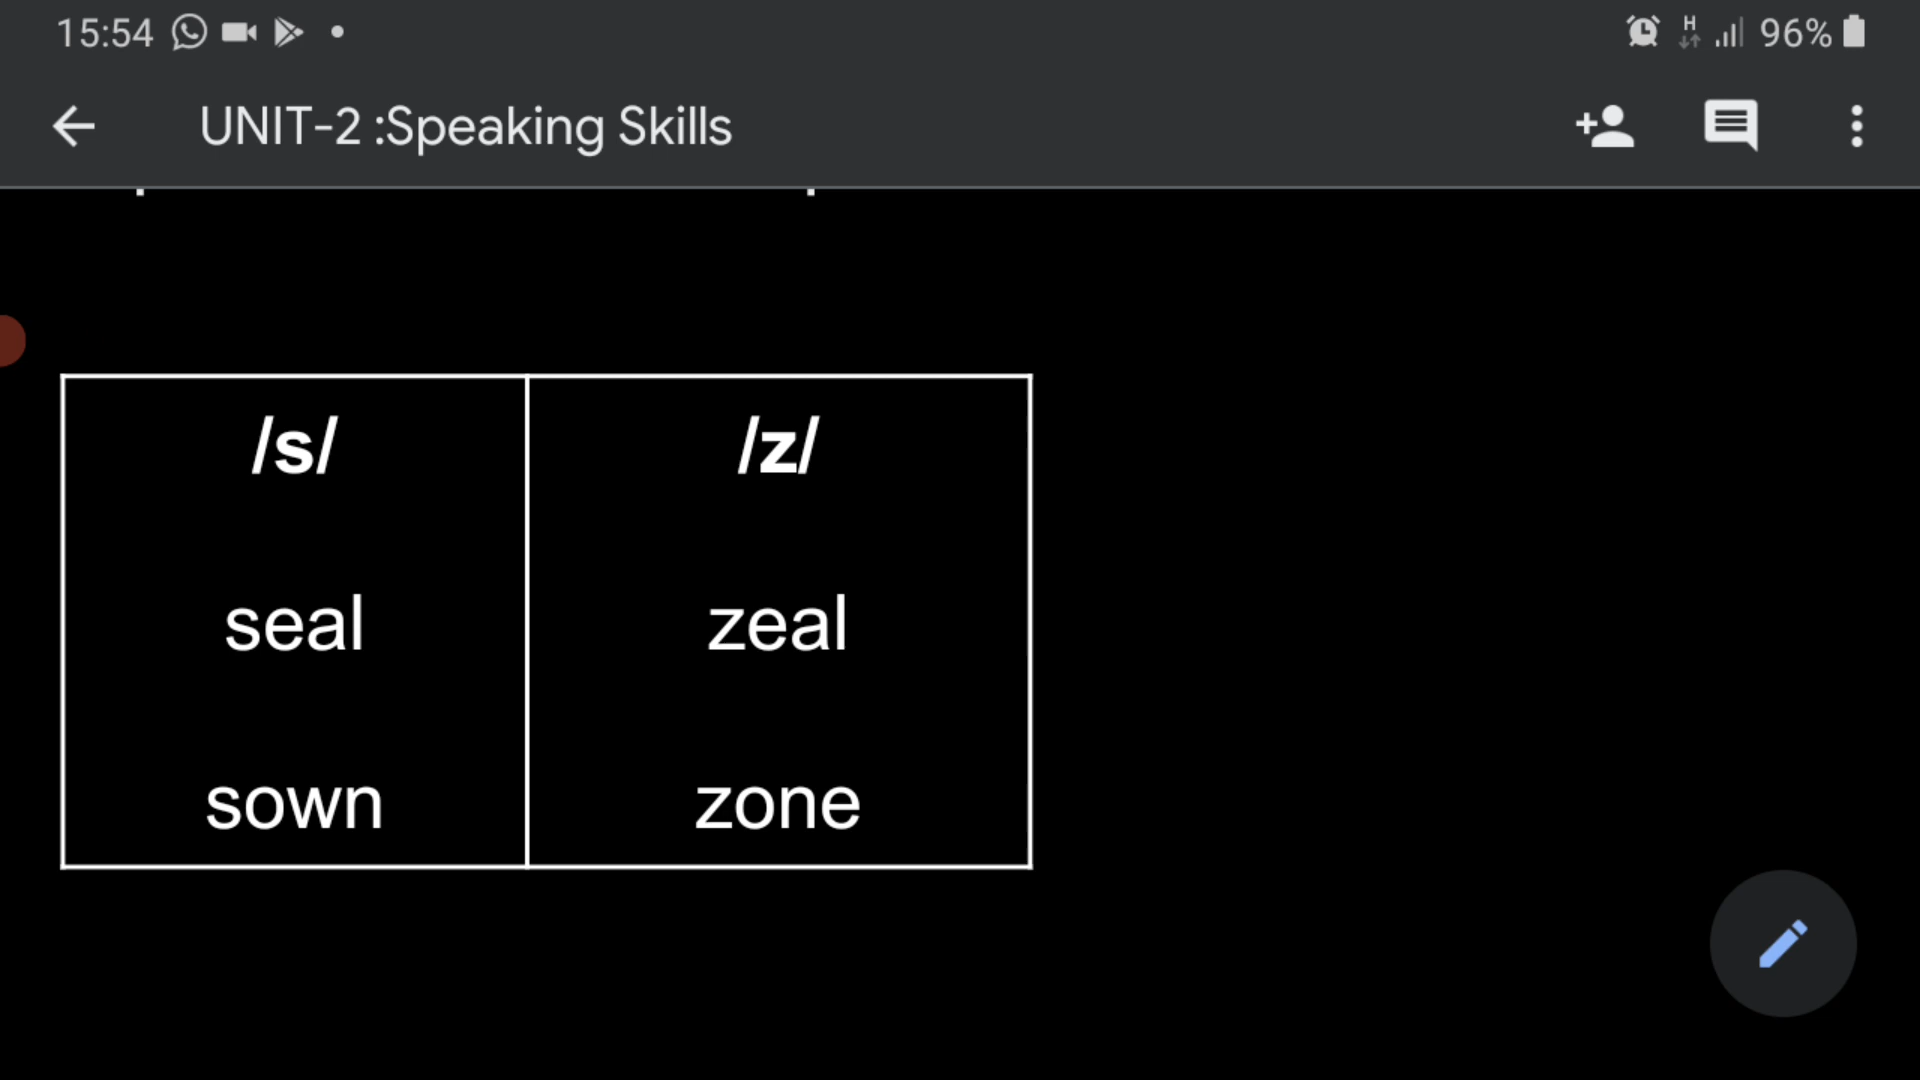 15:54 H 96%
UNIT-2 :Speaking Skills
/s/ /z/
seal zeal
sown zone